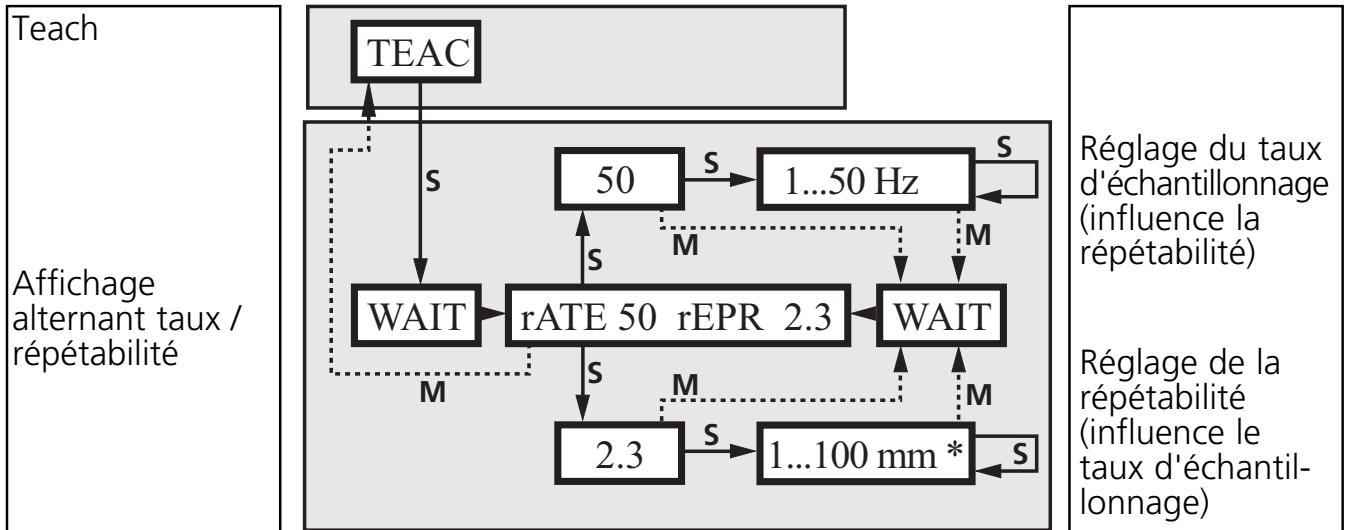 Teach
TEAC
S
50
S
1...50 Hz
S
Réglage du taux
d'échantillonnage
(influence la
répétabilité)
M
M
S
Affichage
alternant taux /
répétabilité
WAIT
rATE 50 rEPR 2.3
WAIT
M
S
M
M
2.3
S
1...100 mm *
S
Réglage de la
répétabilité
(influence le
taux d'échantil-
lonnage)